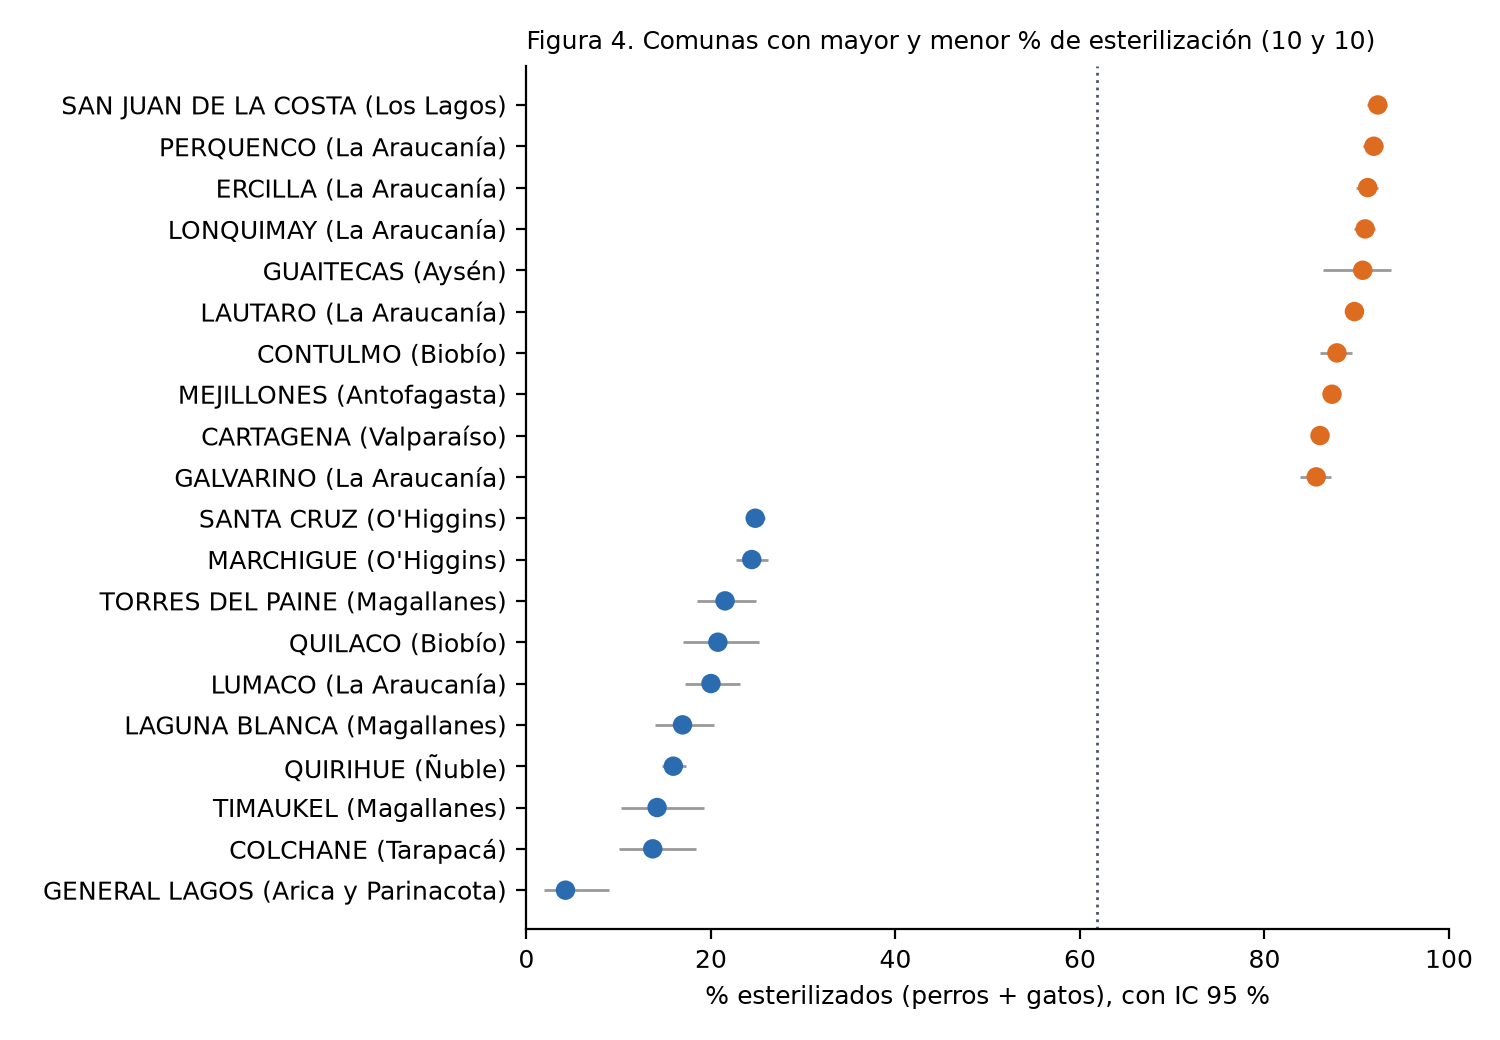 Figura 4. Comunas con mayor y menor % de esterilización (10 y 10)
SAN JUAN DE LA COSTA (Los Lagos)
PERQUENCO (La Araucanía)
ERCILLA (La Araucanía)
LONQUIMAY (La Araucanía)
GUAITECAS (Aysén)
LAUTARO (La Araucanía)
CONTULMO (Biobío)
MEJILLONES (Antofagasta)
CARTAGENA (Valparaíso)
GALVARINO (La Araucanía)
SANTA CRUZ (O'Higgins)
MARCHIGUE (O'Higgins)
TORRES DEL PAINE (Magallanes)
QUILACO (Biobío)
LUMACO (La Araucanía)
LAGUNA BLANCA (Magallanes)
QUIRIHUE (Ñuble)
TIMAUKEL (Magallanes)
COLCHANE (Tarapacá)
GENERAL LAGOS (Arica y Parinacota)
0 20 40 60 80 100
% esterilizados (perros + gatos), con IC 95 %